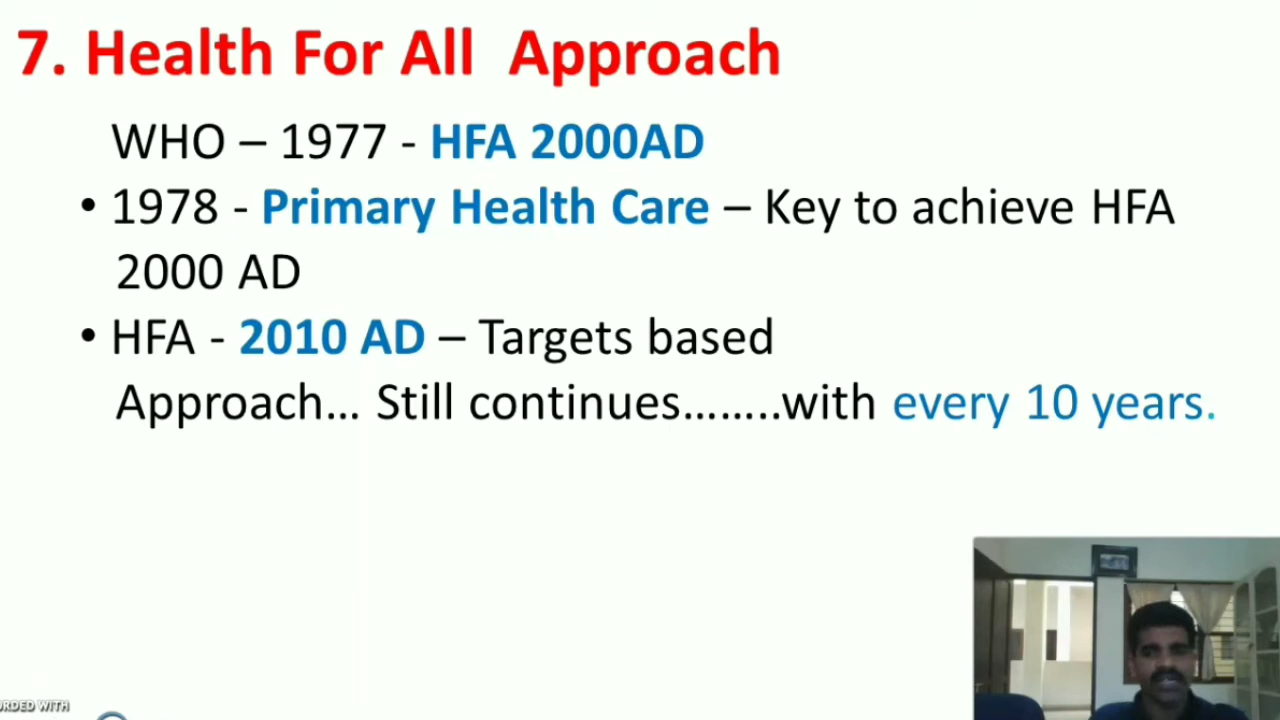 7. Health For All Approach
WHO – 1977 - HFA 2000AD
• 1978 - Primary Health Care – Key to achieve HFA
2000 AD
• HFA - 2010 AD – Targets based
Approach... Still continues........with every 10 years.
WITH